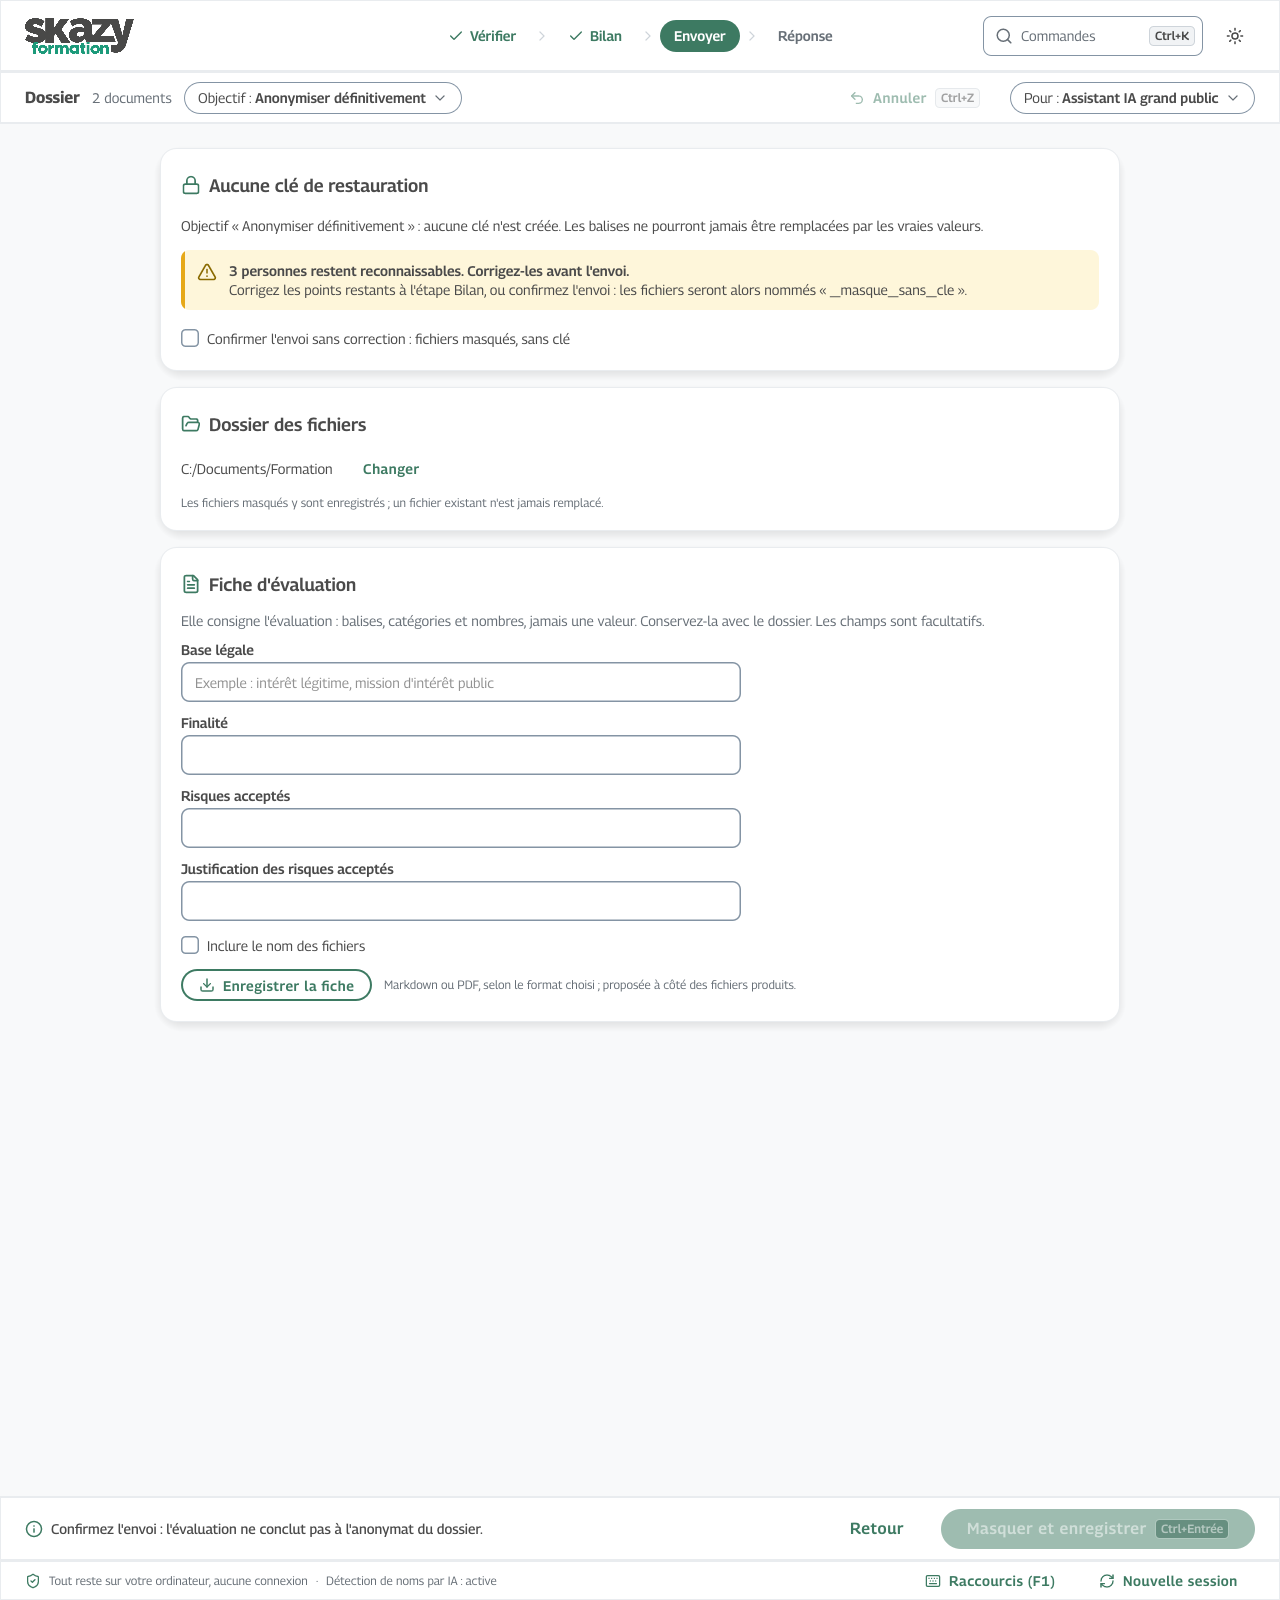 skazy
formation
Vérifier
Bilan
Envoyer
Réponse
Commandes
Ctrl+K
Dossier
2 documents
Objectif : Anonymiser définitivement
Annuler
Ctrl+Z
Pour : Assistant IA grand public
Aucune clé de restauration
Objectif « Anonymiser définitivement » : aucune clé n'est créée. Les balises ne pourront jamais être remplacées par les vraies valeurs.
3 personnes restent reconnaissables. Corrigez-les avant l'envoi.
Corrigez les points restants à l'étape Bilan, ou confirmez l'envoi : les fichiers seront alors nommés « __masque__sans__cle ».
Confirmer l'envoi sans correction : fichiers masqués, sans clé
Dossier des fichiers
C:/Documents/Formation
Changer
Les fichiers masqués y sont enregistrés ; un fichier existant n'est jamais remplacé.
Fiche d'évaluation
Elle consigne l'évaluation : balises, catégories et nombres, jamais une valeur. Conservez-la avec le dossier. Les champs sont facultatifs.
Base légale
Exemple : intérêt légitime, mission d'intérêt public
Finalité
Risques acceptés
Justification des risques acceptés
Inclure le nom des fichiers
Enregistrer la fiche
Markdown ou PDF, selon le format choisi ; proposée à côté des fichiers produits.
Confirmez l'envoi : l'évaluation ne conclut pas à l'anonymat du dossier.
Retour
Masquer et enregistrer
Ctrl+Entrée
Tout reste sur votre ordinateur, aucune connexion · Détection de noms par IA : active
Raccourcis (F1)
Nouvelle session